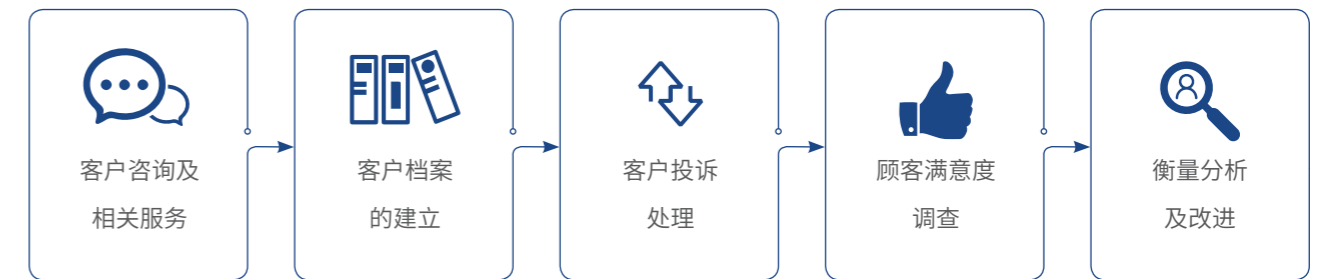 客户咨询及
相关服务
客户档案
的建立
客户投诉
处理
顾客满意度
调查
衡量分析
及改进